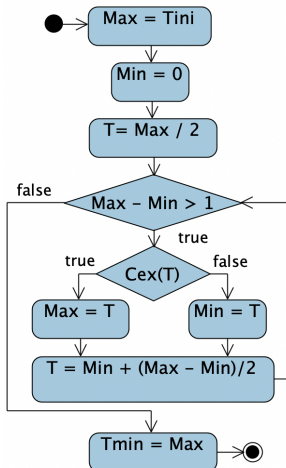 Max = Tini
Min = 0
T= Max / 2
false
Max – Min > 1
true
true
false
Cex(T)
Max = T
Min = T
T = Min + (Max – Min)/2
Tmin = Max